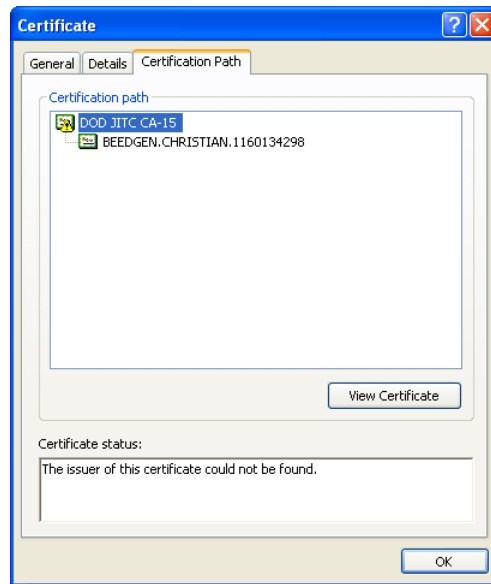 Certificate
General Details Certification Path
Certification path
DOD JITC CA-15
BEEDGEN.CHRISTIAN.1160134298
View Certificate
Certificate status:
The issuer of this certificate could not be found.
OK